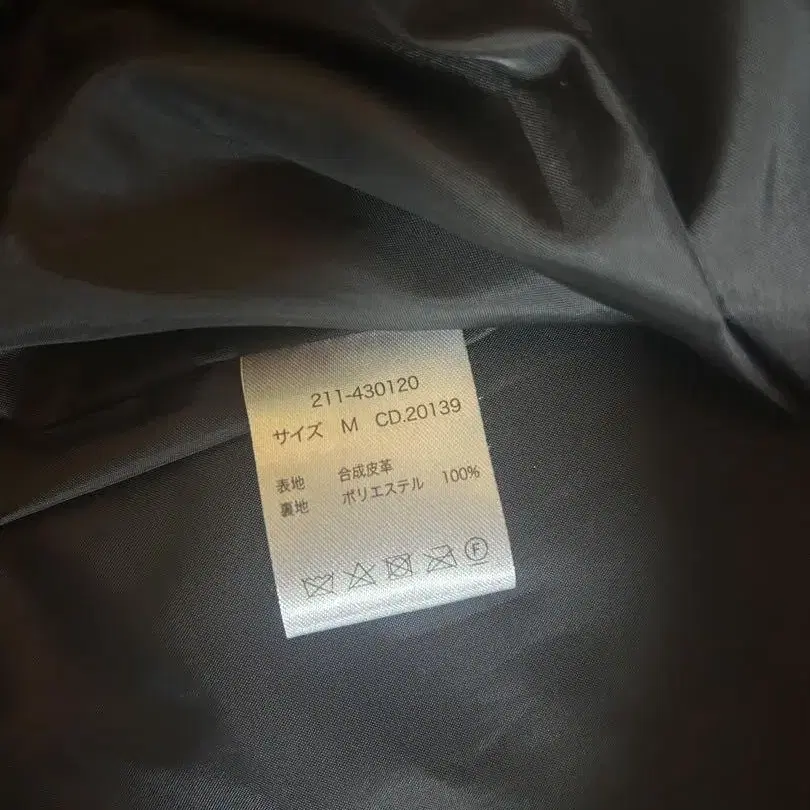 211-430120
サイズ M CD.20139
表地 合成皮革
裏地 ポリエステル 100%
F